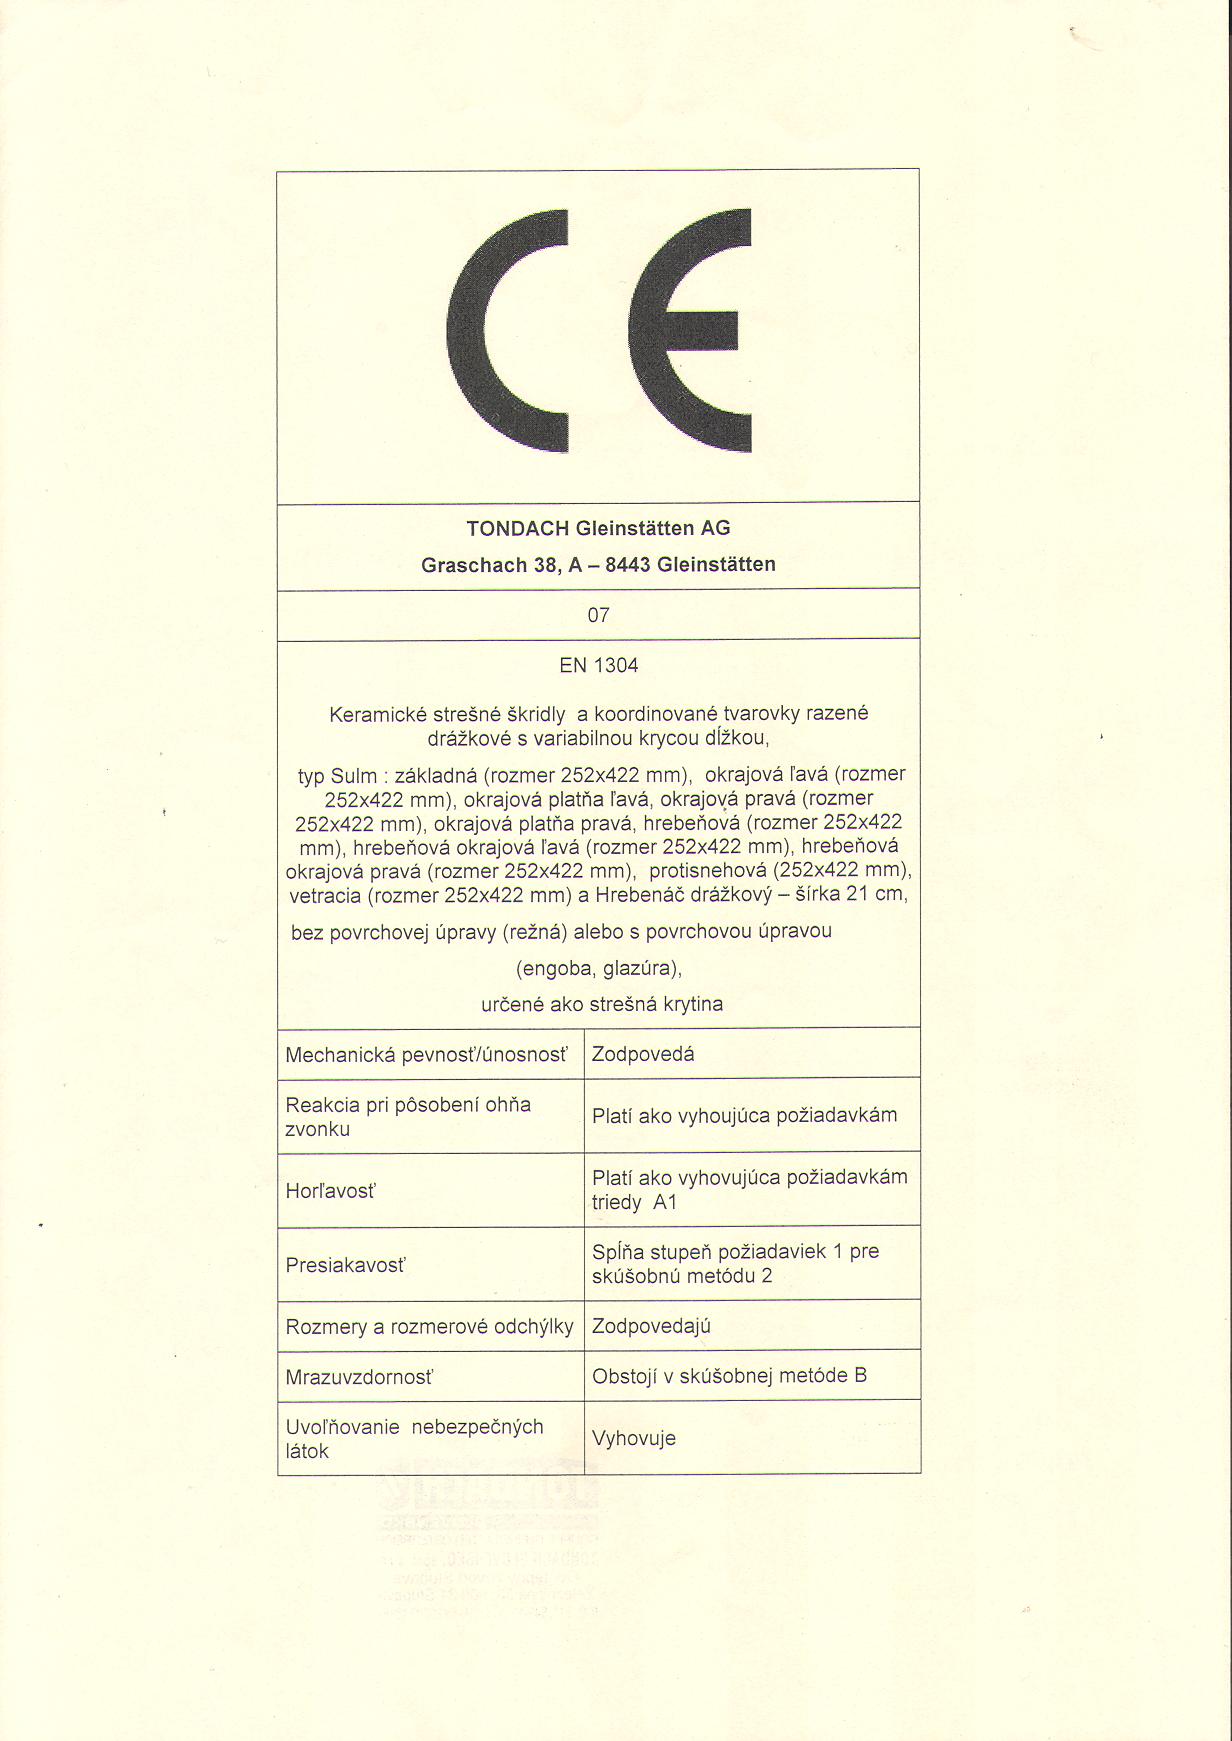 CE
TONDACH Gleinstätten AG
Graschach 38, A – 8443 Gleinstätten
07
EN 1304
Keramické strešné škridly a koordinované tvarovky razené
drážkové s variabilnou krycou dĺžkou,
typ Sulm : základná (rozmer 252x422 mm), okrajová ľavá (rozmer
252x422 mm), okrajová platňa ľavá, okrajová pravá (rozmer
252x422 mm), okrajová platňa pravá, hrebeňová (rozmer 252x422
mm), hrebeňová okrajová ľavá (rozmer 252x422 mm), hrebeňová
okrajová pravá (rozmer 252x422 mm), protisnehová (252x422 mm),
vetracia (rozmer 252x422 mm) a Hrebenáč drážkový – šírka 21 cm,
bez povrchovej úpravy (režná) alebo s povrchovou úpravou
(engoba, glazúra),
určené ako strešná krytina
Mechanická pevnosť/únosnosť Zodpovedá
Reakcia pri pôsobení ohňa
zvonku
Platí ako vyhoujúca požiadavkám
Horľavosť
Platí ako vyhovujúca požiadavkám
triedy A1
Presiakavosť
Spĺňa stupeň požiadaviek 1 pre
skúšobnú metódu 2
Rozmery a rozmerové odchýlky Zodpovedajú
Mrazuvzdornosť Obstojí v skúšobnej metóde B
Uvoľňovanie nebezpečných
látok
Vyhovuje